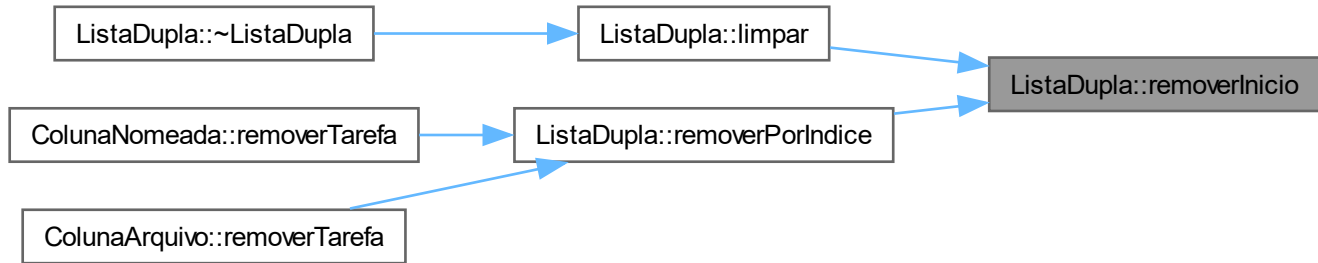 ListaDupla::~ListaDupla
ListaDupla::limpar
ListaDupla::removerInicio
ColunaNomeada::removerTarefa
ListaDupla::removerPorIndice
ColunaArquivo::removerTarefa